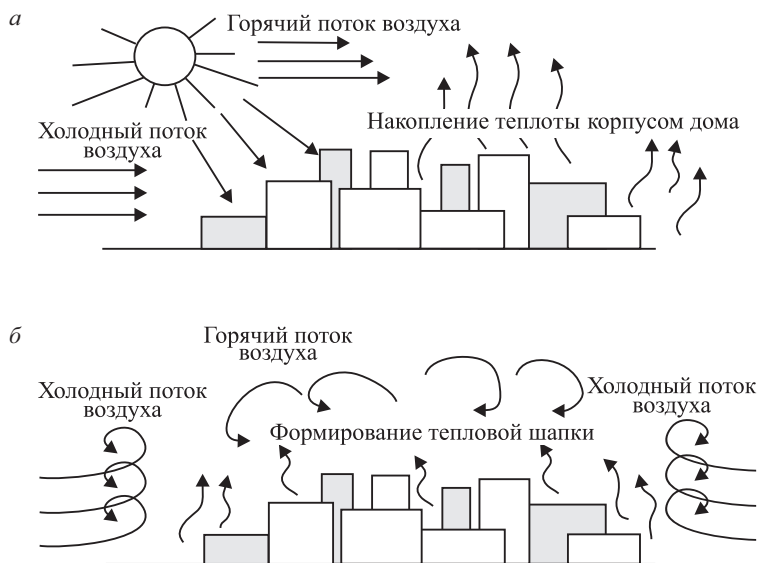 а
Горячий поток воздуха
Холодный поток
воздуха
Накопление теплоты корпусом дома
б
Горячий поток
воздуха
Холодный поток
воздуха
Холодный поток
воздуха
Формирование тепловой шапки